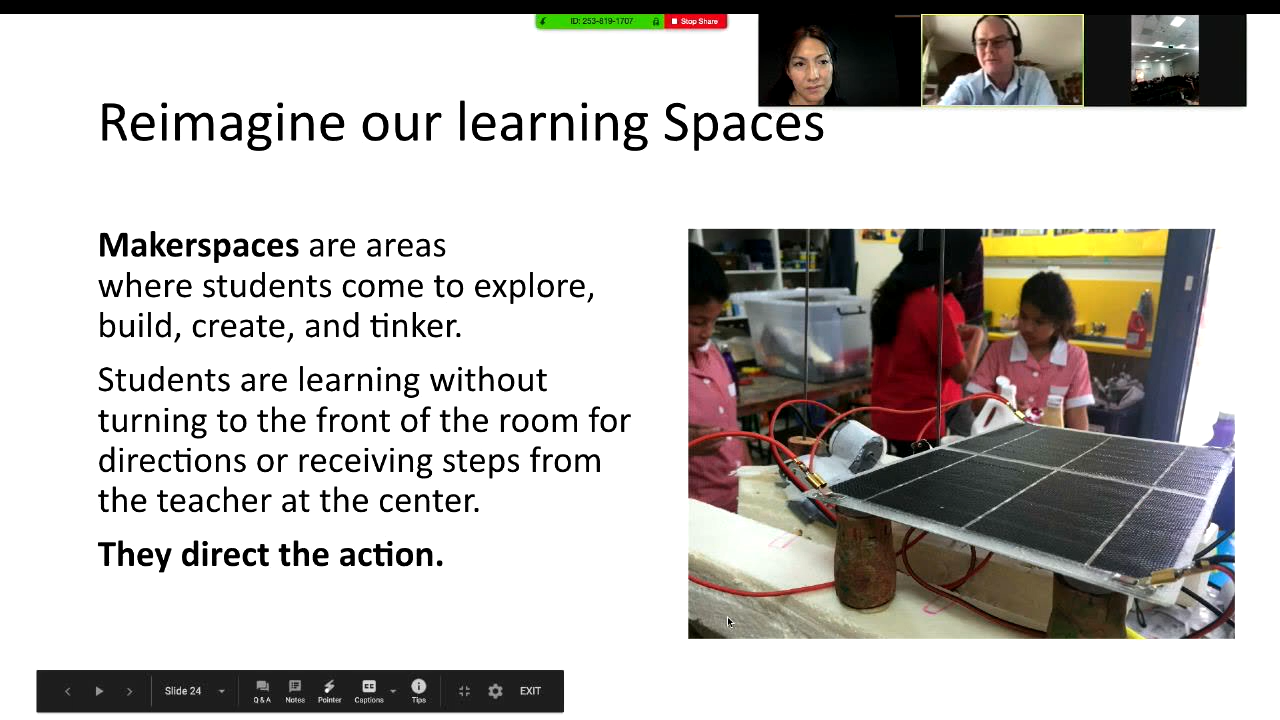 ID: 253-819-1707
Stop Share
Reimagine our learning Spaces
Makerspaces are areas
where students come to explore,
build, create, and tinker.
Students are learning without
turning to the front of the room for
directions or receiving steps from
the teacher at the center.
They direct the action.
Slide 24
Q & A
Notes
Pointer
Captions
Tips
EXIT